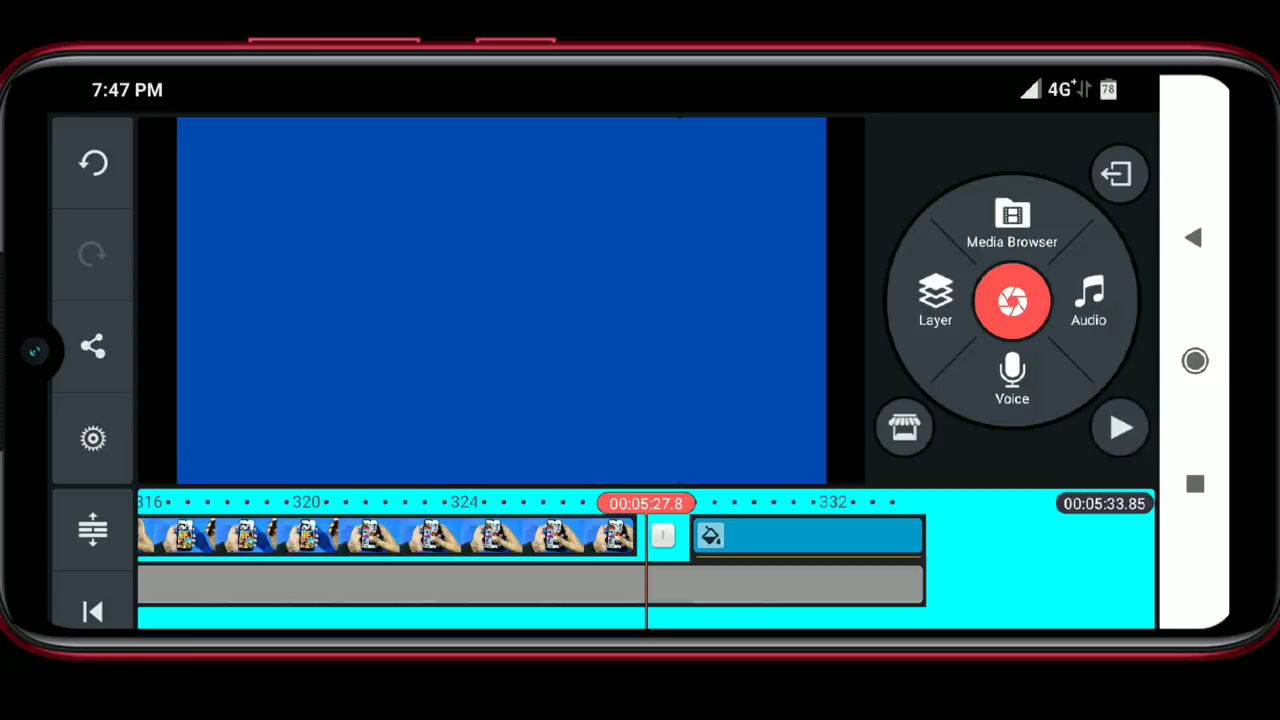 7:47 PM
4G+
78
Media Browser
Layer
Audio
Voice
316
320
324
00:05:27.8
332
00:05:33.85